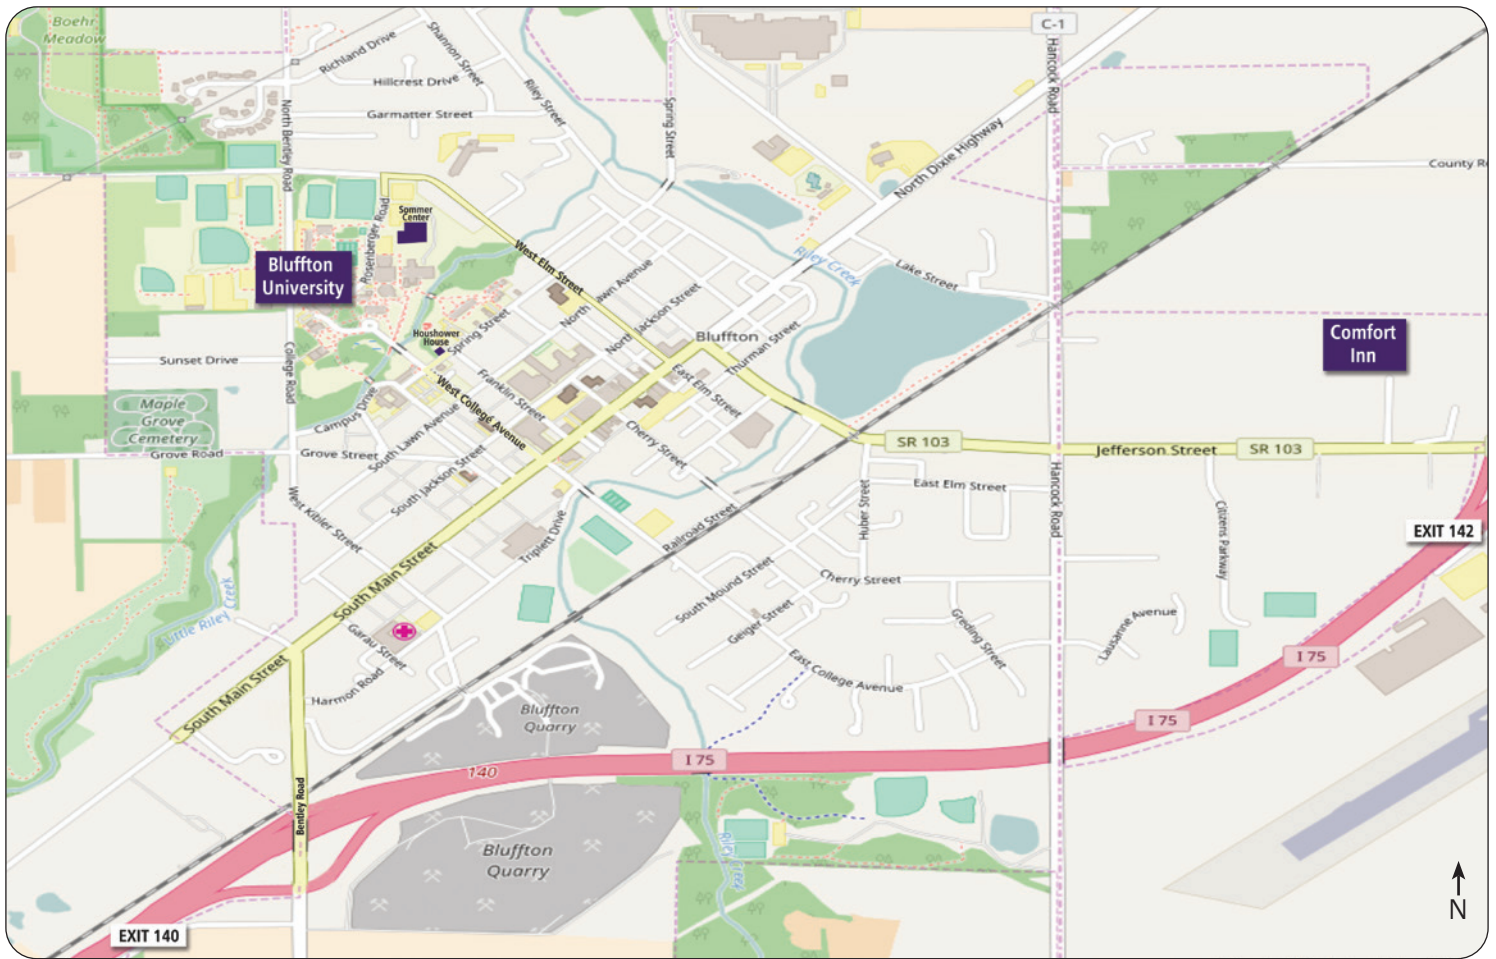 Boehr
Meadow
Richland Drive
Shannon Street
C-1
Hancock Road
Hillcrest Drive
Riley Street
Garmatter Street
North Bentley Road
Spring Street
North Dixie Highway
County R
Sommer
Center
Rosenberger Road
Bluffton
University
West Elm Street
Riley Creek
Lake Street
North Lawn Avenue
North Jackson Street
Houshower
House
Spring Street
Bluffton
Thurman Street
Comfort
Inn
Sunset Drive
College Road
Franklin Street
West College Avenue
East Elm Street
Maple
Grove
Cemetery
Campus Drive
South Lawn Avenue
Cherry Street
SR 103
Jefferson Street
SR 103
Grove Road
Grove Street
South Jackson Street
West Kibler Street
East Elm Street
Huber Street
Hancock Road
Citizens Parkway
EXIT 142
Triplett Drive
Railroad Street
South Main Street
Cherry Street
South Mound Street
Geiger Street
Little Riley Creek
Garau Street
Greding Street
Lausanne Avenue
I 75
South Main Street
Harmon Road
East College Avenue
Bluffton
Quarry
I 75
I 75
140
Bentley Road
Bluffton
Quarry
Riley Creek
EXIT 140
N